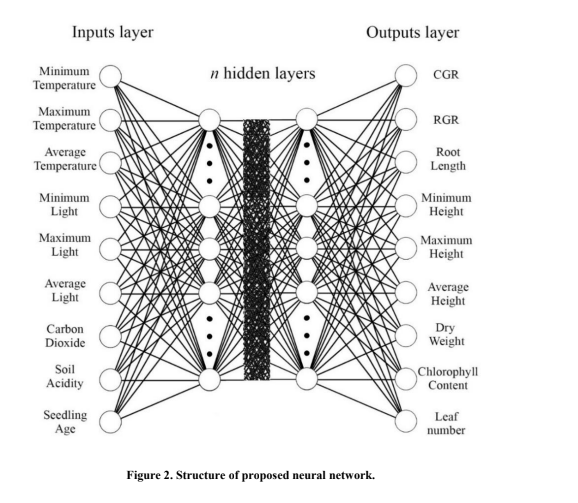 Inputs layer
Outputs layer
n hidden layers
Minimum
Temperature
Maximum
Temperature
Average
Temperature
Minimum
Light
Maximum
Light
Average
Light
Carbon
Dioxide
Soil
Acidity
Seedling
Age
CGR
RGR
Root
Length
Minimum
Height
Maximum
Height
Average
Height
Dry
Weight
Chlorophyll
Content
Leaf
number
Figure 2. Structure of proposed neural network.